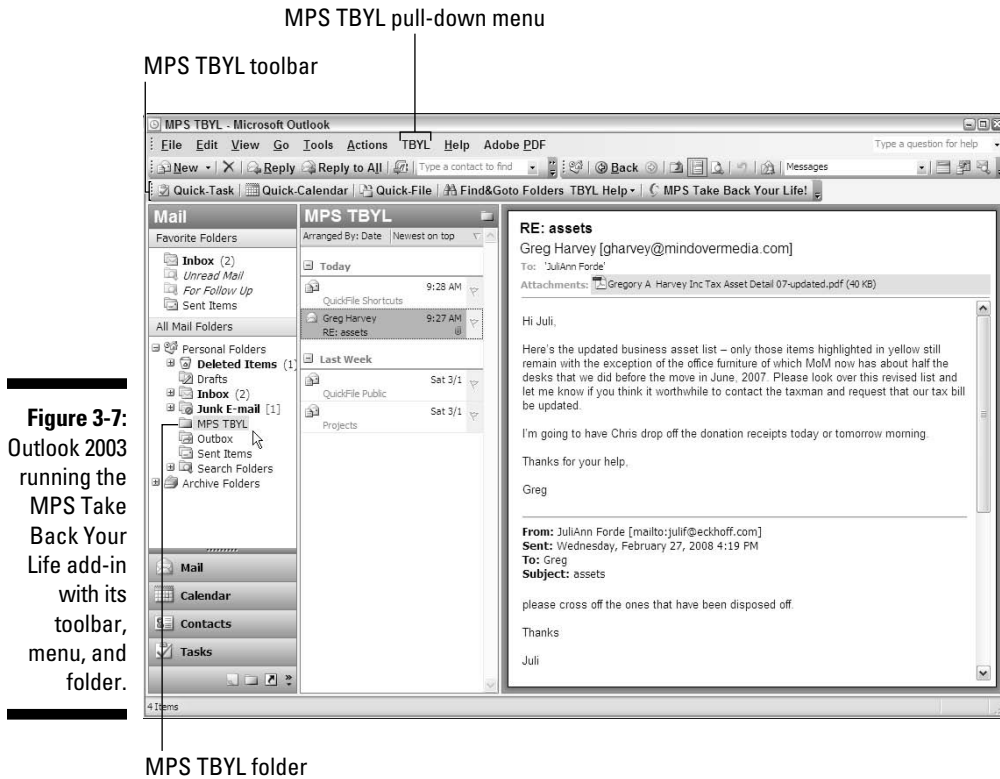 MPS TBYL pull-down menu
MPS TBYL toolbar
MPS TBYL - Microsoft Outlook
File Edit View Go Tools Actions TBYL Help Adobe PDF Type a question for help
New Reply Reply to All Type a contact to find Back Messages
Quick-Task Quick-Calendar Quick-File Find&Goto Folders TBYL Help MPS Take Back Your Life!
Mail
Favorite Folders
Inbox (2)
Unread Mail
For Follow Up
Sent Items
All Mail Folders
Personal Folders
Deleted Items (1)
Drafts
Inbox (2)
Junk E-mail [1]
MPS TBYL
Outbox
Sent Items
Search Folders
Archive Folders
Mail
Calendar
Contacts
Tasks
4 Items
MPS TBYL
Arranged By: Date Newest on top
Today
9:28 AM
QuickFile Shortcuts
Greg Harvey 9:27 AM
RE: assets
Last Week
Sat 3/1
QuickFile Public
Sat 3/1
Projects
RE: assets
Greg Harvey [gharvey@mindovermedia.com]
To: 'JuliAnn Forde'
Attachments: Gregory A Harvey Inc Tax Asset Detail 07-updated.pdf (40 KB)
Hi Juli,
Here's the updated business asset list – only those items highlighted in yellow still
remain with the exception of the office furniture of which MoM now has about half the
desks that we did before the move in June, 2007. Please look over this revised list and
let me know if you think it worthwhile to contact the taxman and request that our tax bill
be updated.
I'm going to have Chris drop off the donation receipts today or tomorrow morning.
Thanks for your help,
Greg
From: JuliAnn Forde [mailto:julif@eckhoff.com]
Sent: Wednesday, February 27, 2008 4:19 PM
To: Greg
Subject: assets
please cross off the ones that have been disposed off.
Thanks
Juli
Figure 3-7:
Outlook 2003
running the
MPS Take
Back Your
Life add-in
with its
toolbar,
menu, and
folder.
MPS TBYL folder